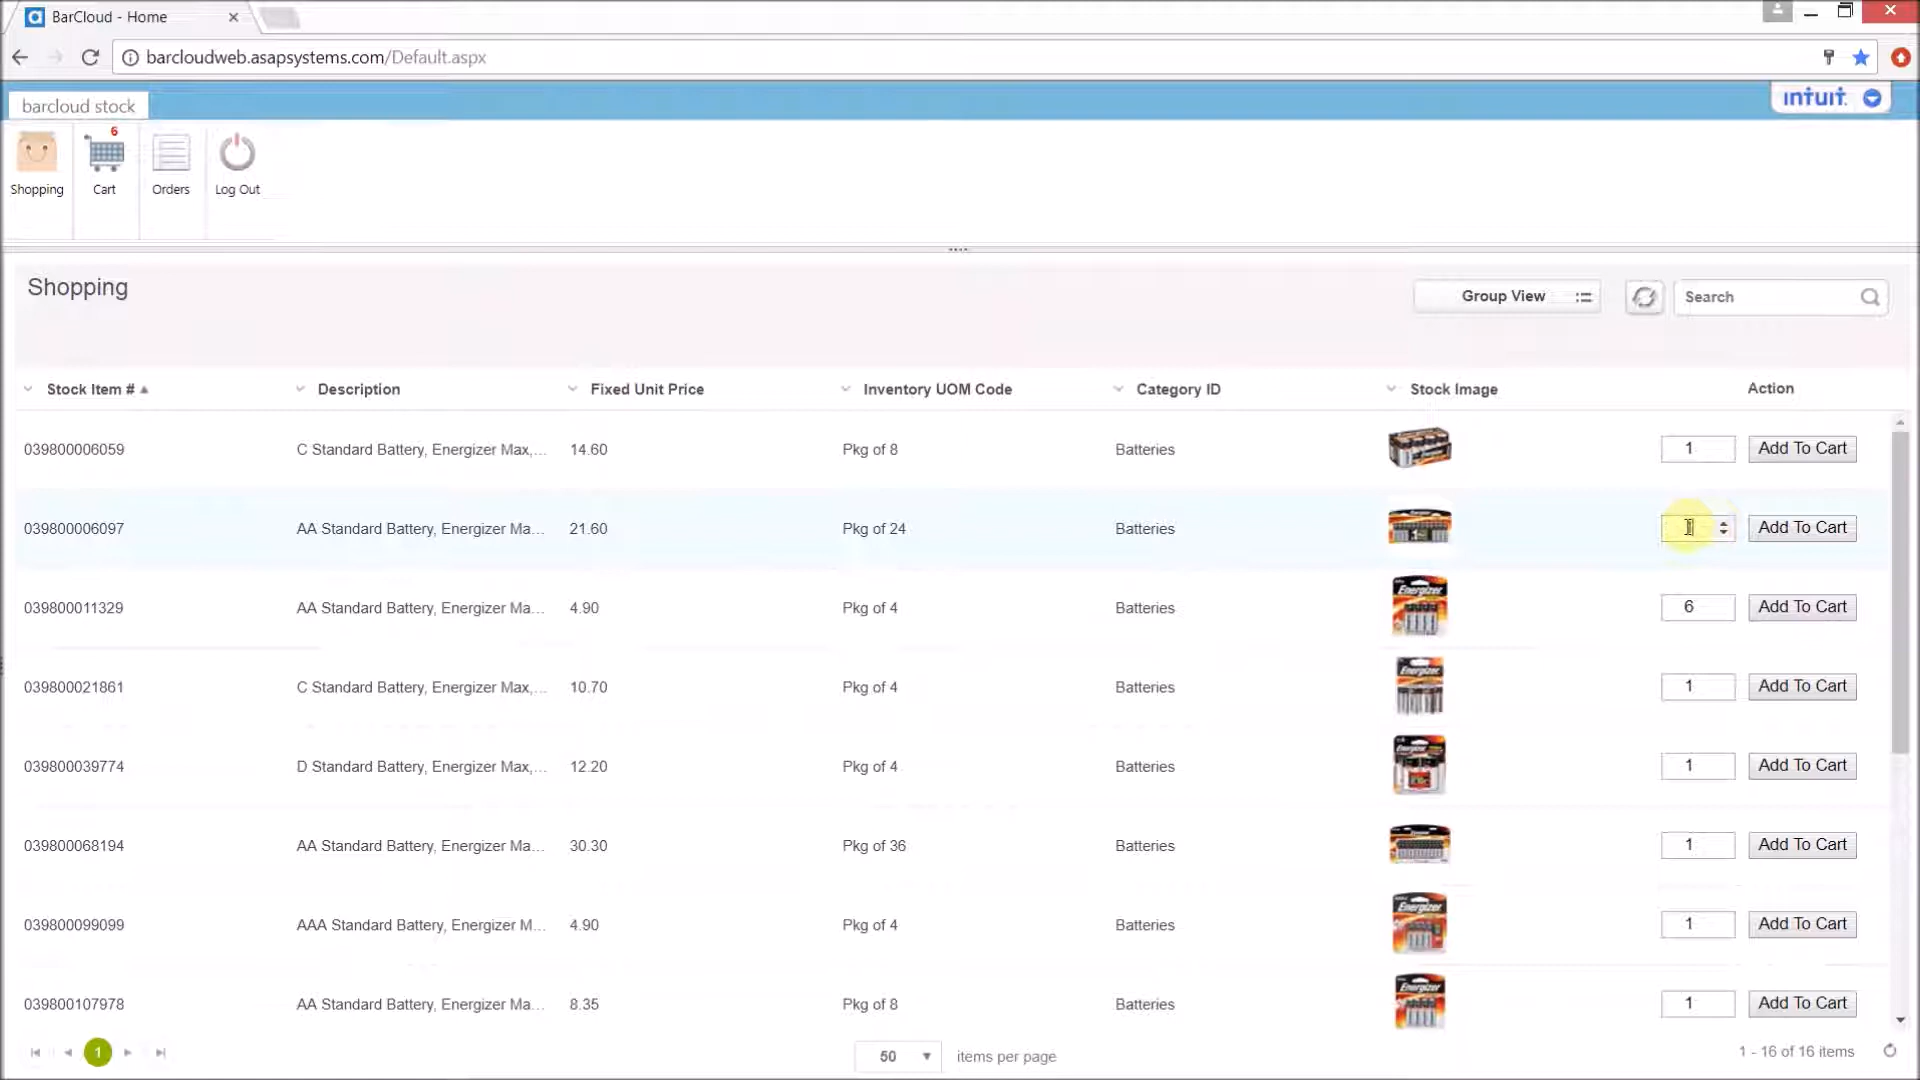 BarCloud - Home
barcloudweb.asapsystems.com/Default.aspx
barcloud stock
intuit.
6
Shopping Cart Orders Log Out
Shopping
Group View
Search
Stock Item # Description Fixed Unit Price Inventory UOM Code Category ID Stock Image Action
039800006059 C Standard Battery, Energizer Max,... 14.60 Pkg of 8 Batteries 1 Add To Cart
039800006097 AA Standard Battery, Energizer Ma... 21.60 Pkg of 24 Batteries Add To Cart
039800011329 AA Standard Battery, Energizer Ma... 4.90 Pkg of 4 Batteries Energizer 6 Add To Cart
039800021861 C Standard Battery, Energizer Max,... 10.70 Pkg of 4 Batteries Energizer 1 Add To Cart
039800039774 D Standard Battery, Energizer Max,... 12.20 Pkg of 4 Batteries Energizer 1 Add To Cart
039800068194 AA Standard Battery, Energizer Ma... 30.30 Pkg of 36 Batteries 1 Add To Cart
039800099099 AAA Standard Battery, Energizer M... 4.90 Pkg of 4 Batteries Energizer 1 Add To Cart
039800107978 AA Standard Battery, Energizer Ma... 8.35 Pkg of 8 Batteries Energizer 1 Add To Cart
1
50 items per page
1 - 16 of 16 items